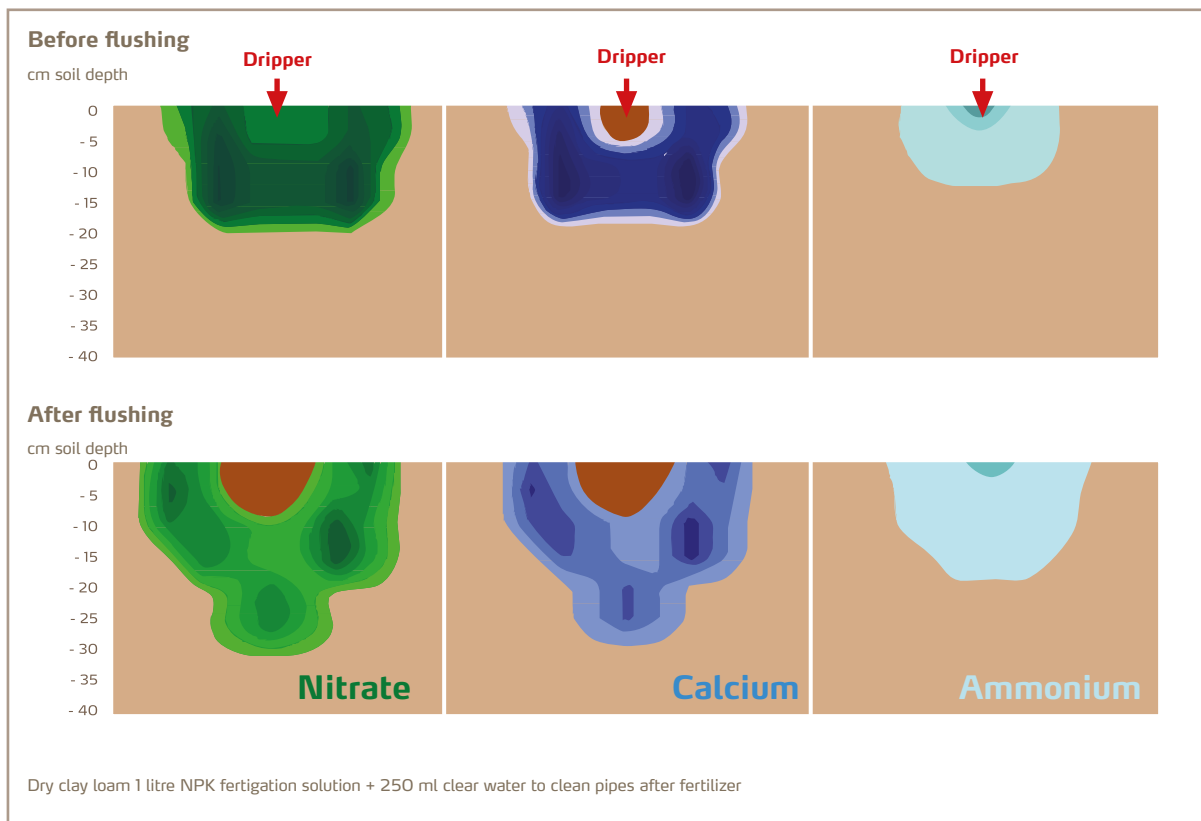 Before flushing
cm soil depth
Dripper
Dripper
Dripper
0
- 5
- 10
- 15
- 20
- 25
- 30
- 35
- 40
After flushing
cm soil depth
0
- 5
- 10
- 15
- 20
- 25
- 30
- 35
- 40
Nitrate
Calcium
Ammonium
Dry clay loam 1 litre NPK fertigation solution + 250 ml clear water to clean pipes after fertilizer